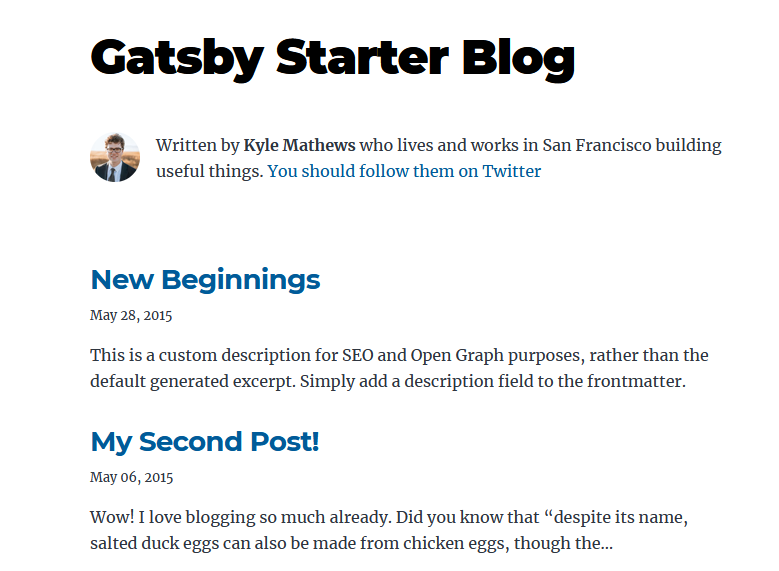 Gatsby Starter Blog
Written by Kyle Mathews who lives and works in San Francisco building
useful things. You should follow them on Twitter
New Beginnings
May 28, 2015
This is a custom description for SEO and Open Graph purposes, rather than the
default generated excerpt. Simply add a description field to the frontmatter.
My Second Post!
May 06, 2015
Wow! I love blogging so much already. Did you know that “despite its name,
salted duck eggs can also be made from chicken eggs, though the…